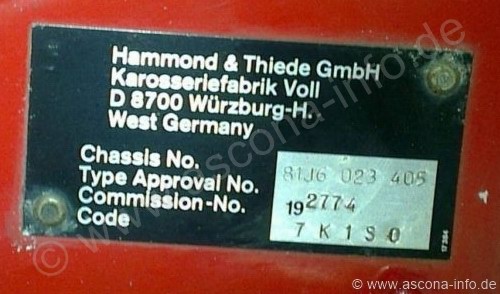 Hammond & Thiede GmbH
Karosseriefabrik Voll
D 8700 Würzburg-H.
West Germany
Chassis No. 81J6 023 405
Type Approval No.
Commission-No. 192774
Code 7K1S0
17384
© www.ascona-info.de
© www.ascona-info.de